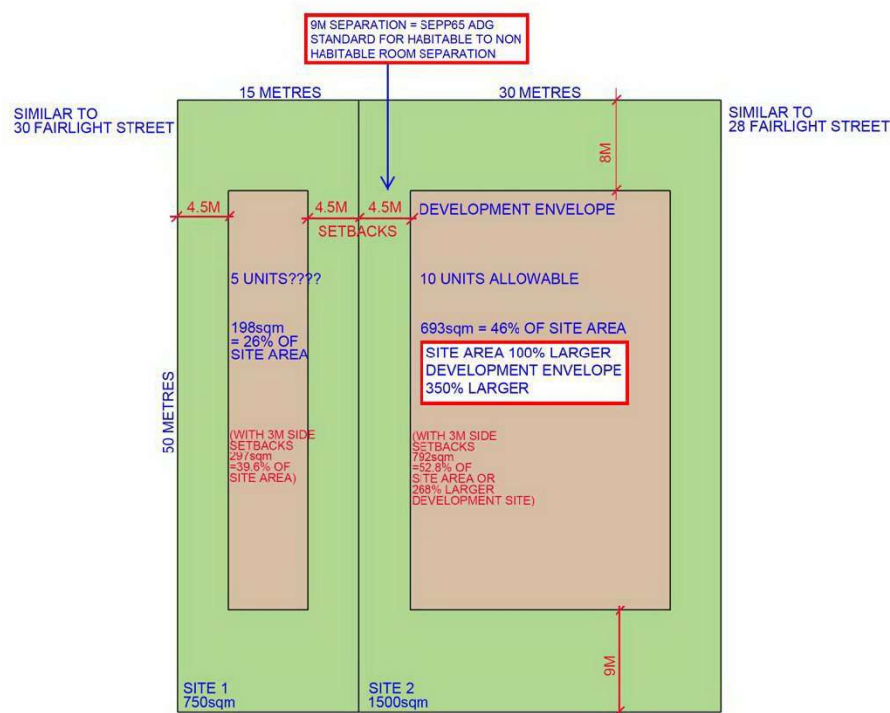 9M SEPARATION = SEPP65 ADG
STANDARD FOR HABITABLE TO NON
HABITABLE ROOM SEPARATION
15 METRES
30 METRES
SIMILAR TO
30 FAIRLIGHT STREET
SIMILAR TO
28 FAIRLIGHT STREET
8M
4.5M
4.5M
4.5M
SETBACKS
DEVELOPMENT ENVELOPE
5 UNITS????
10 UNITS ALLOWABLE
198sqm
= 26% OF
SITE AREA
693sqm = 46% OF SITE AREA
SITE AREA 100% LARGER
DEVELOPMENT ENVELOPE
350% LARGER
50 METRES
(WITH 3M SIDE
SETBACKS
297sqm
=39.6% OF
SITE AREA)
(WITH 3M SIDE
SETBACKS
792sqm
=52.8% OF
SITE AREA OR
268% LARGER
DEVELOPMENT SITE)
9M
SITE 1
750sqm
SITE 2
1500sqm